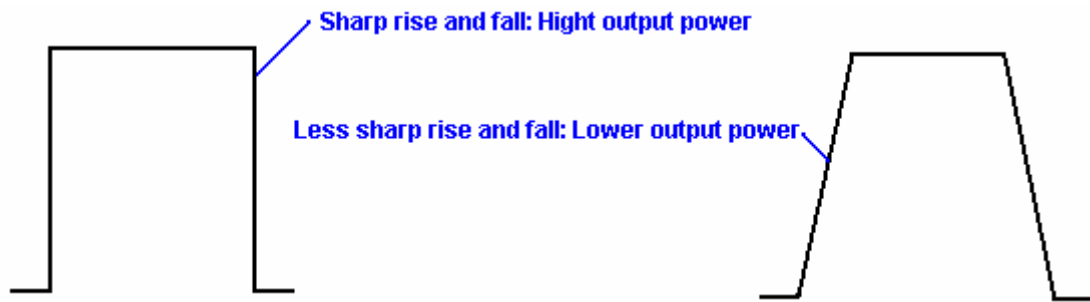 Sharp rise and fall: Hight output power
Less sharp rise and fall: Lower output power